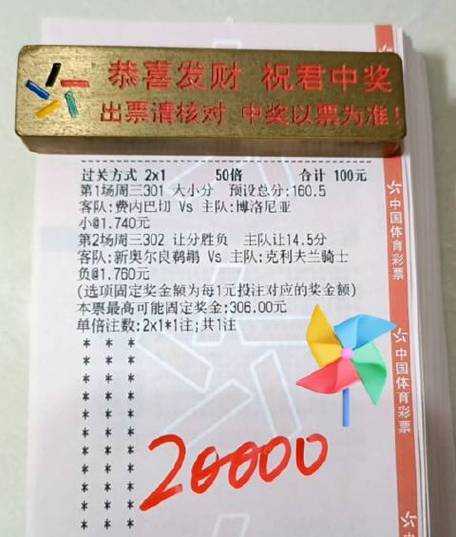 恭喜发财 祝君中奖
出票请核对 中奖以票为准!
过关方式 2x1 50倍 合计 100元
第1场周三301 大小分 预设总分:160.5
客队:费内巴切 Vs 主队:博洛尼亚
小@1.740元
第2场周三302 让分胜负 主队让14.5分
客队:新奥尔良鹈鹕 Vs 主队:克利夫兰骑士
负@1.760元
(选项固定奖金额为每1元投注对应的奖金额)
本票最高可能固定奖金:306.00元
单倍注数:2x1*1注;共1注
* * *
* * *
* * *
* * *
* * *
* * *
* * *
* * *
* * *
* * *
* * *
20000
中国体育彩票
中国体育彩票